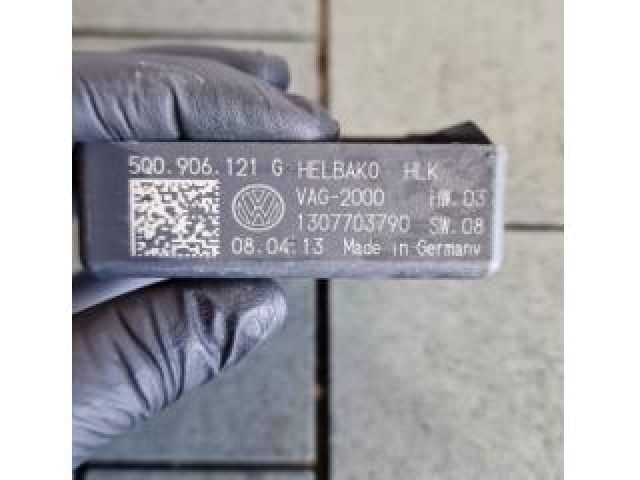 5Q0.906.121 G HELBAKO HLK
VAG-2000 HW.03
1307703790 SW.08
08.04.13 Made in Germany